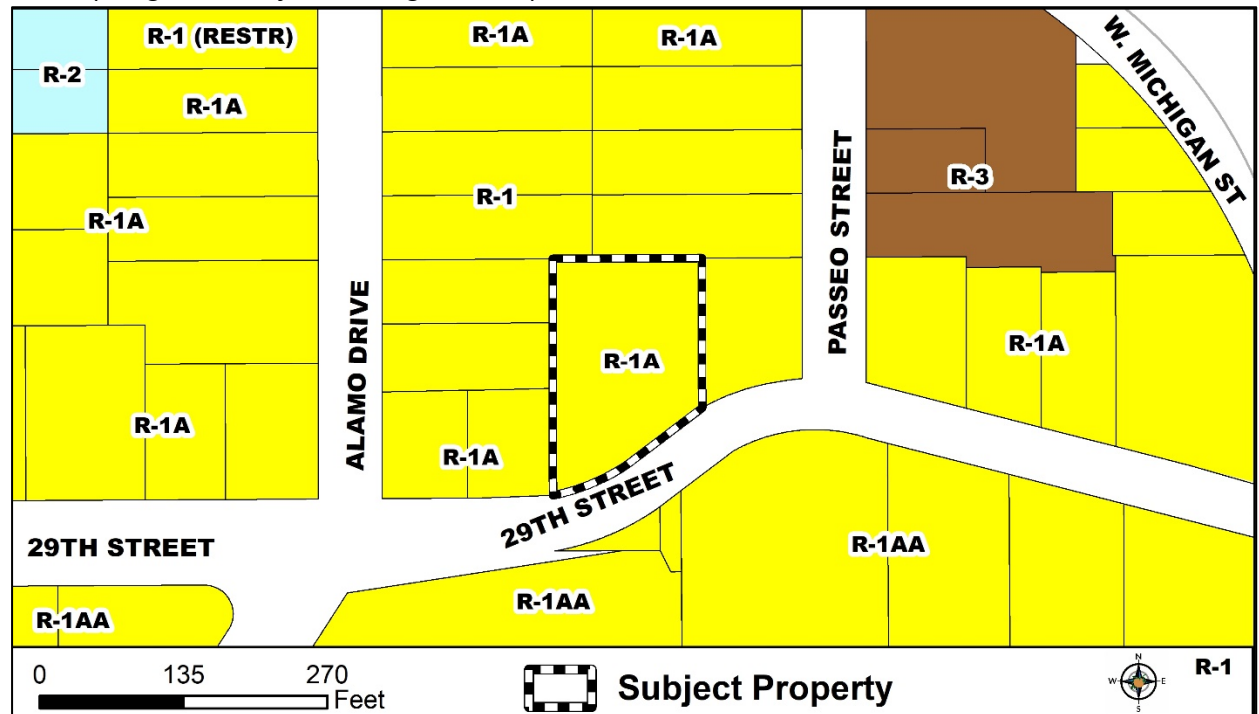 R-1 (RESTR)
R-1A
R-1A
W. MICHIGAN ST
R-2
R-1A
R-3
R-1
R-1A
ALAMO DRIVE
PASSEO STREET
R-1A
R-1A
R-1A
R-1A
29TH STREET
29TH STREET
R-1AA
R-1AA
R-1AA
0 135 270
Feet
Subject Property
N
W E
S
R-1